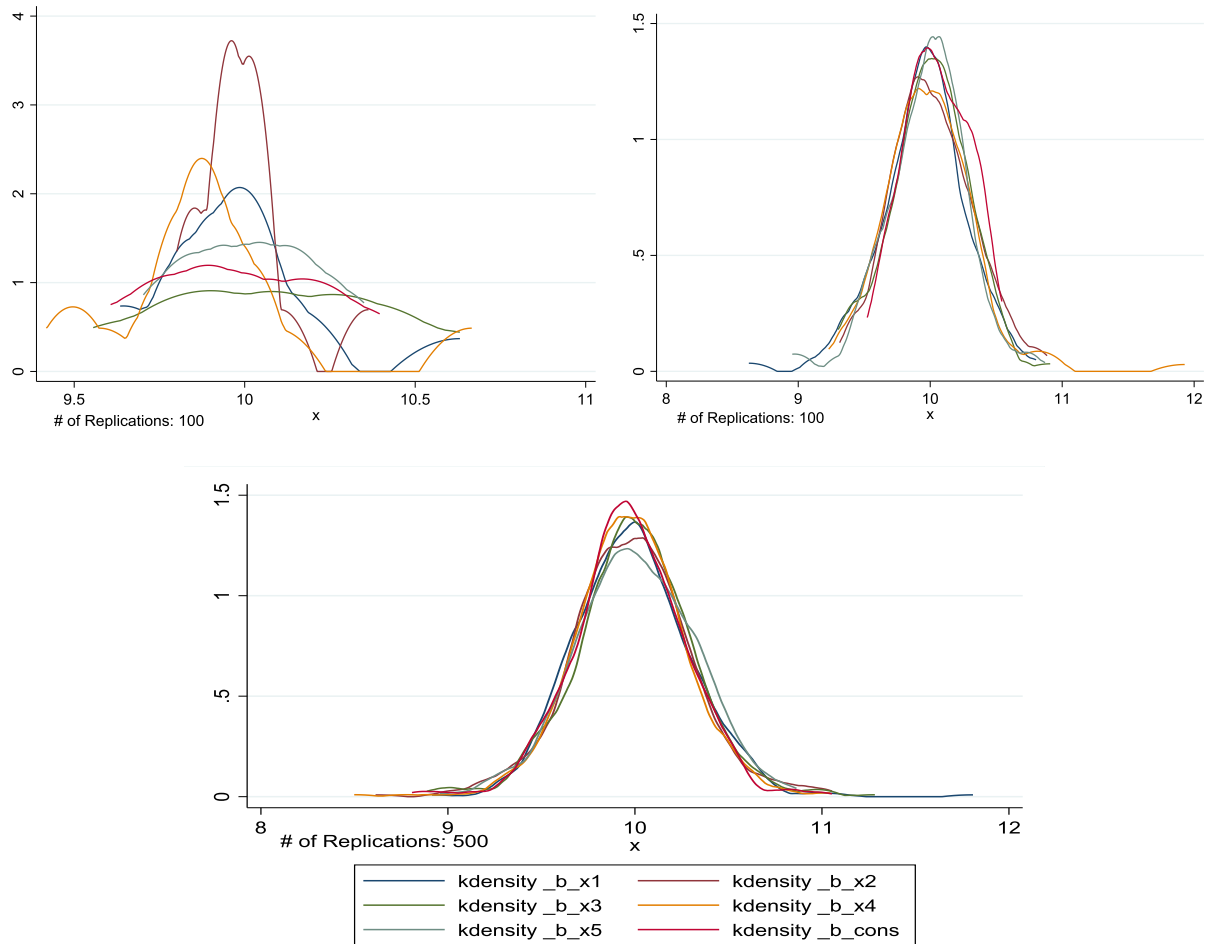 4
3
2
1
0
9.5 10 10.5 11
x
# of Replications: 100
1.5
1
.5
0
8 9 10 11 12
x
# of Replications: 100
1.5
1
.5
0
8 9 10 11 12
x
# of Replications: 500
kdensity _b_x1 kdensity _b_x2
kdensity _b_x3 kdensity _b_x4
kdensity _b_x5 kdensity _b_cons